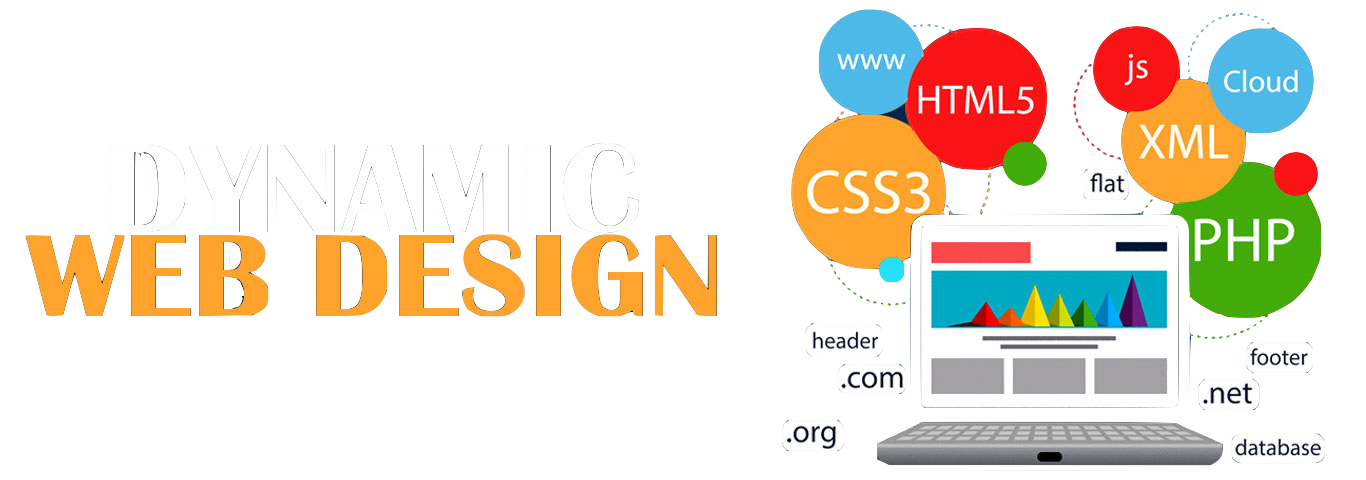 DYNAMIC
WEB DESIGN
www
HTML5
CSS3
js
Cloud
XML
flat
PHP
header
.com
.org
footer
.net
database